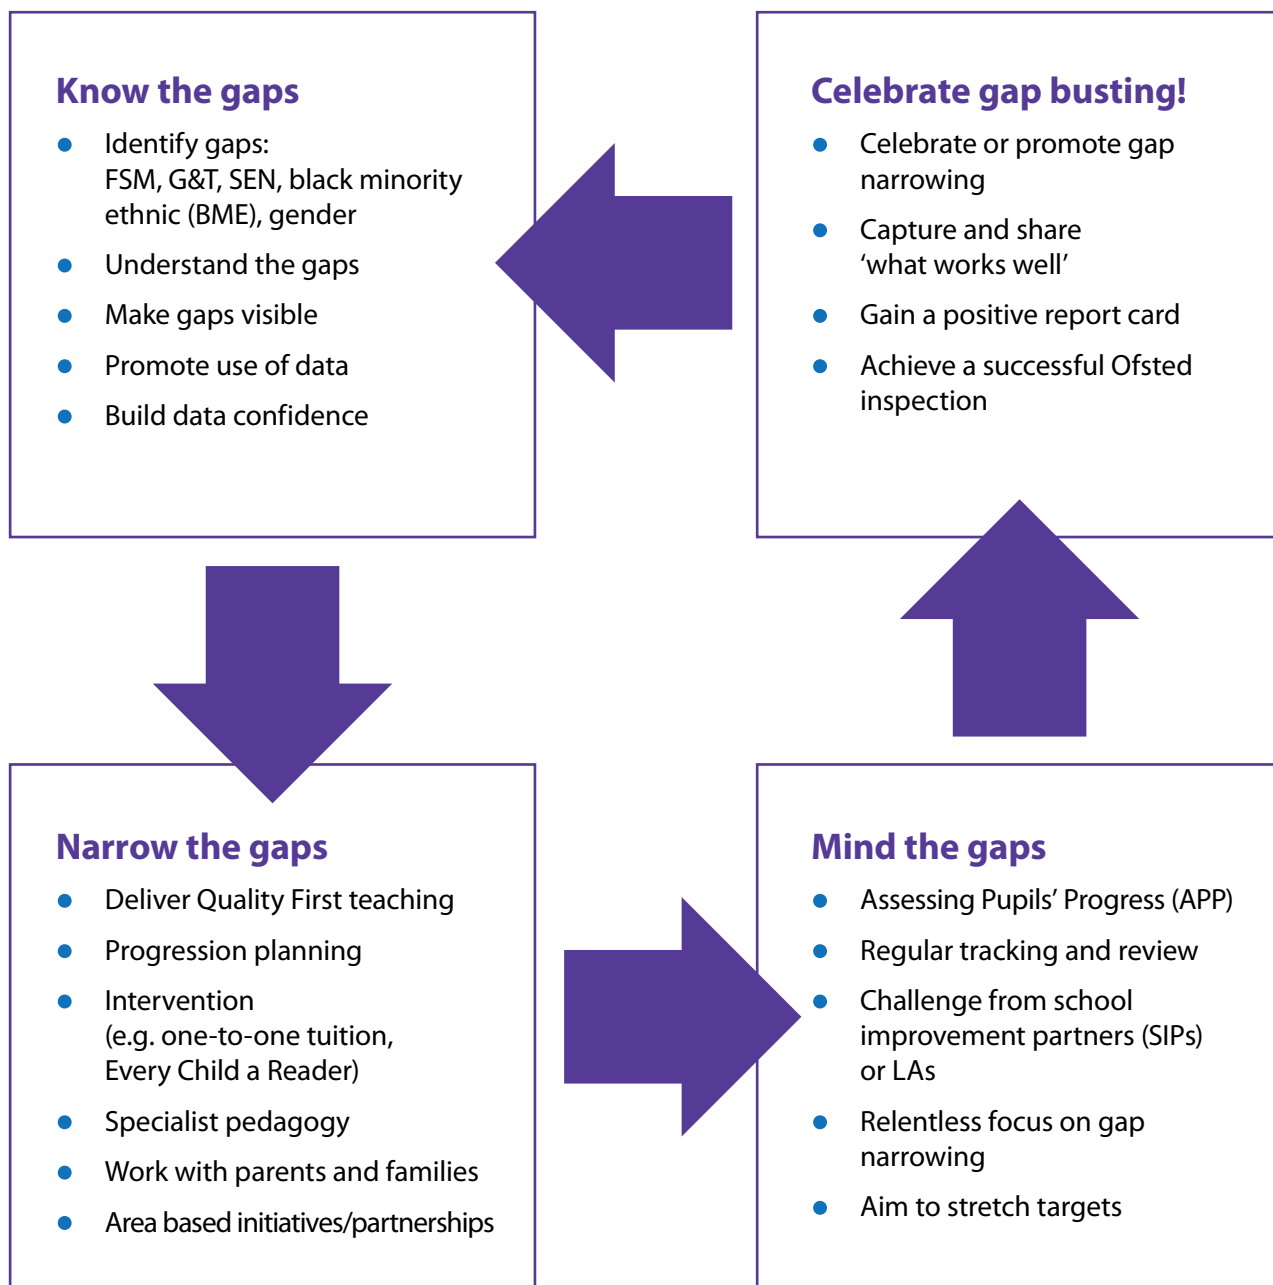 Know the gaps
● Identify gaps:
FSM, G&T, SEN, black minority
ethnic (BME), gender
● Understand the gaps
● Make gaps visible
● Promote use of data
● Build data confidence
Celebrate gap busting!
● Celebrate or promote gap
narrowing
● Capture and share
‘what works well’
● Gain a positive report card
● Achieve a successful Ofsted
inspection
Narrow the gaps
● Deliver Quality First teaching
● Progression planning
● Intervention
(e.g. one-to-one tuition,
Every Child a Reader)
● Specialist pedagogy
● Work with parents and families
● Area based initiatives/partnerships
Mind the gaps
● Assessing Pupils’ Progress (APP)
● Regular tracking and review
● Challenge from school
improvement partners (SIPs)
or LAs
● Relentless focus on gap
narrowing
● Aim to stretch targets